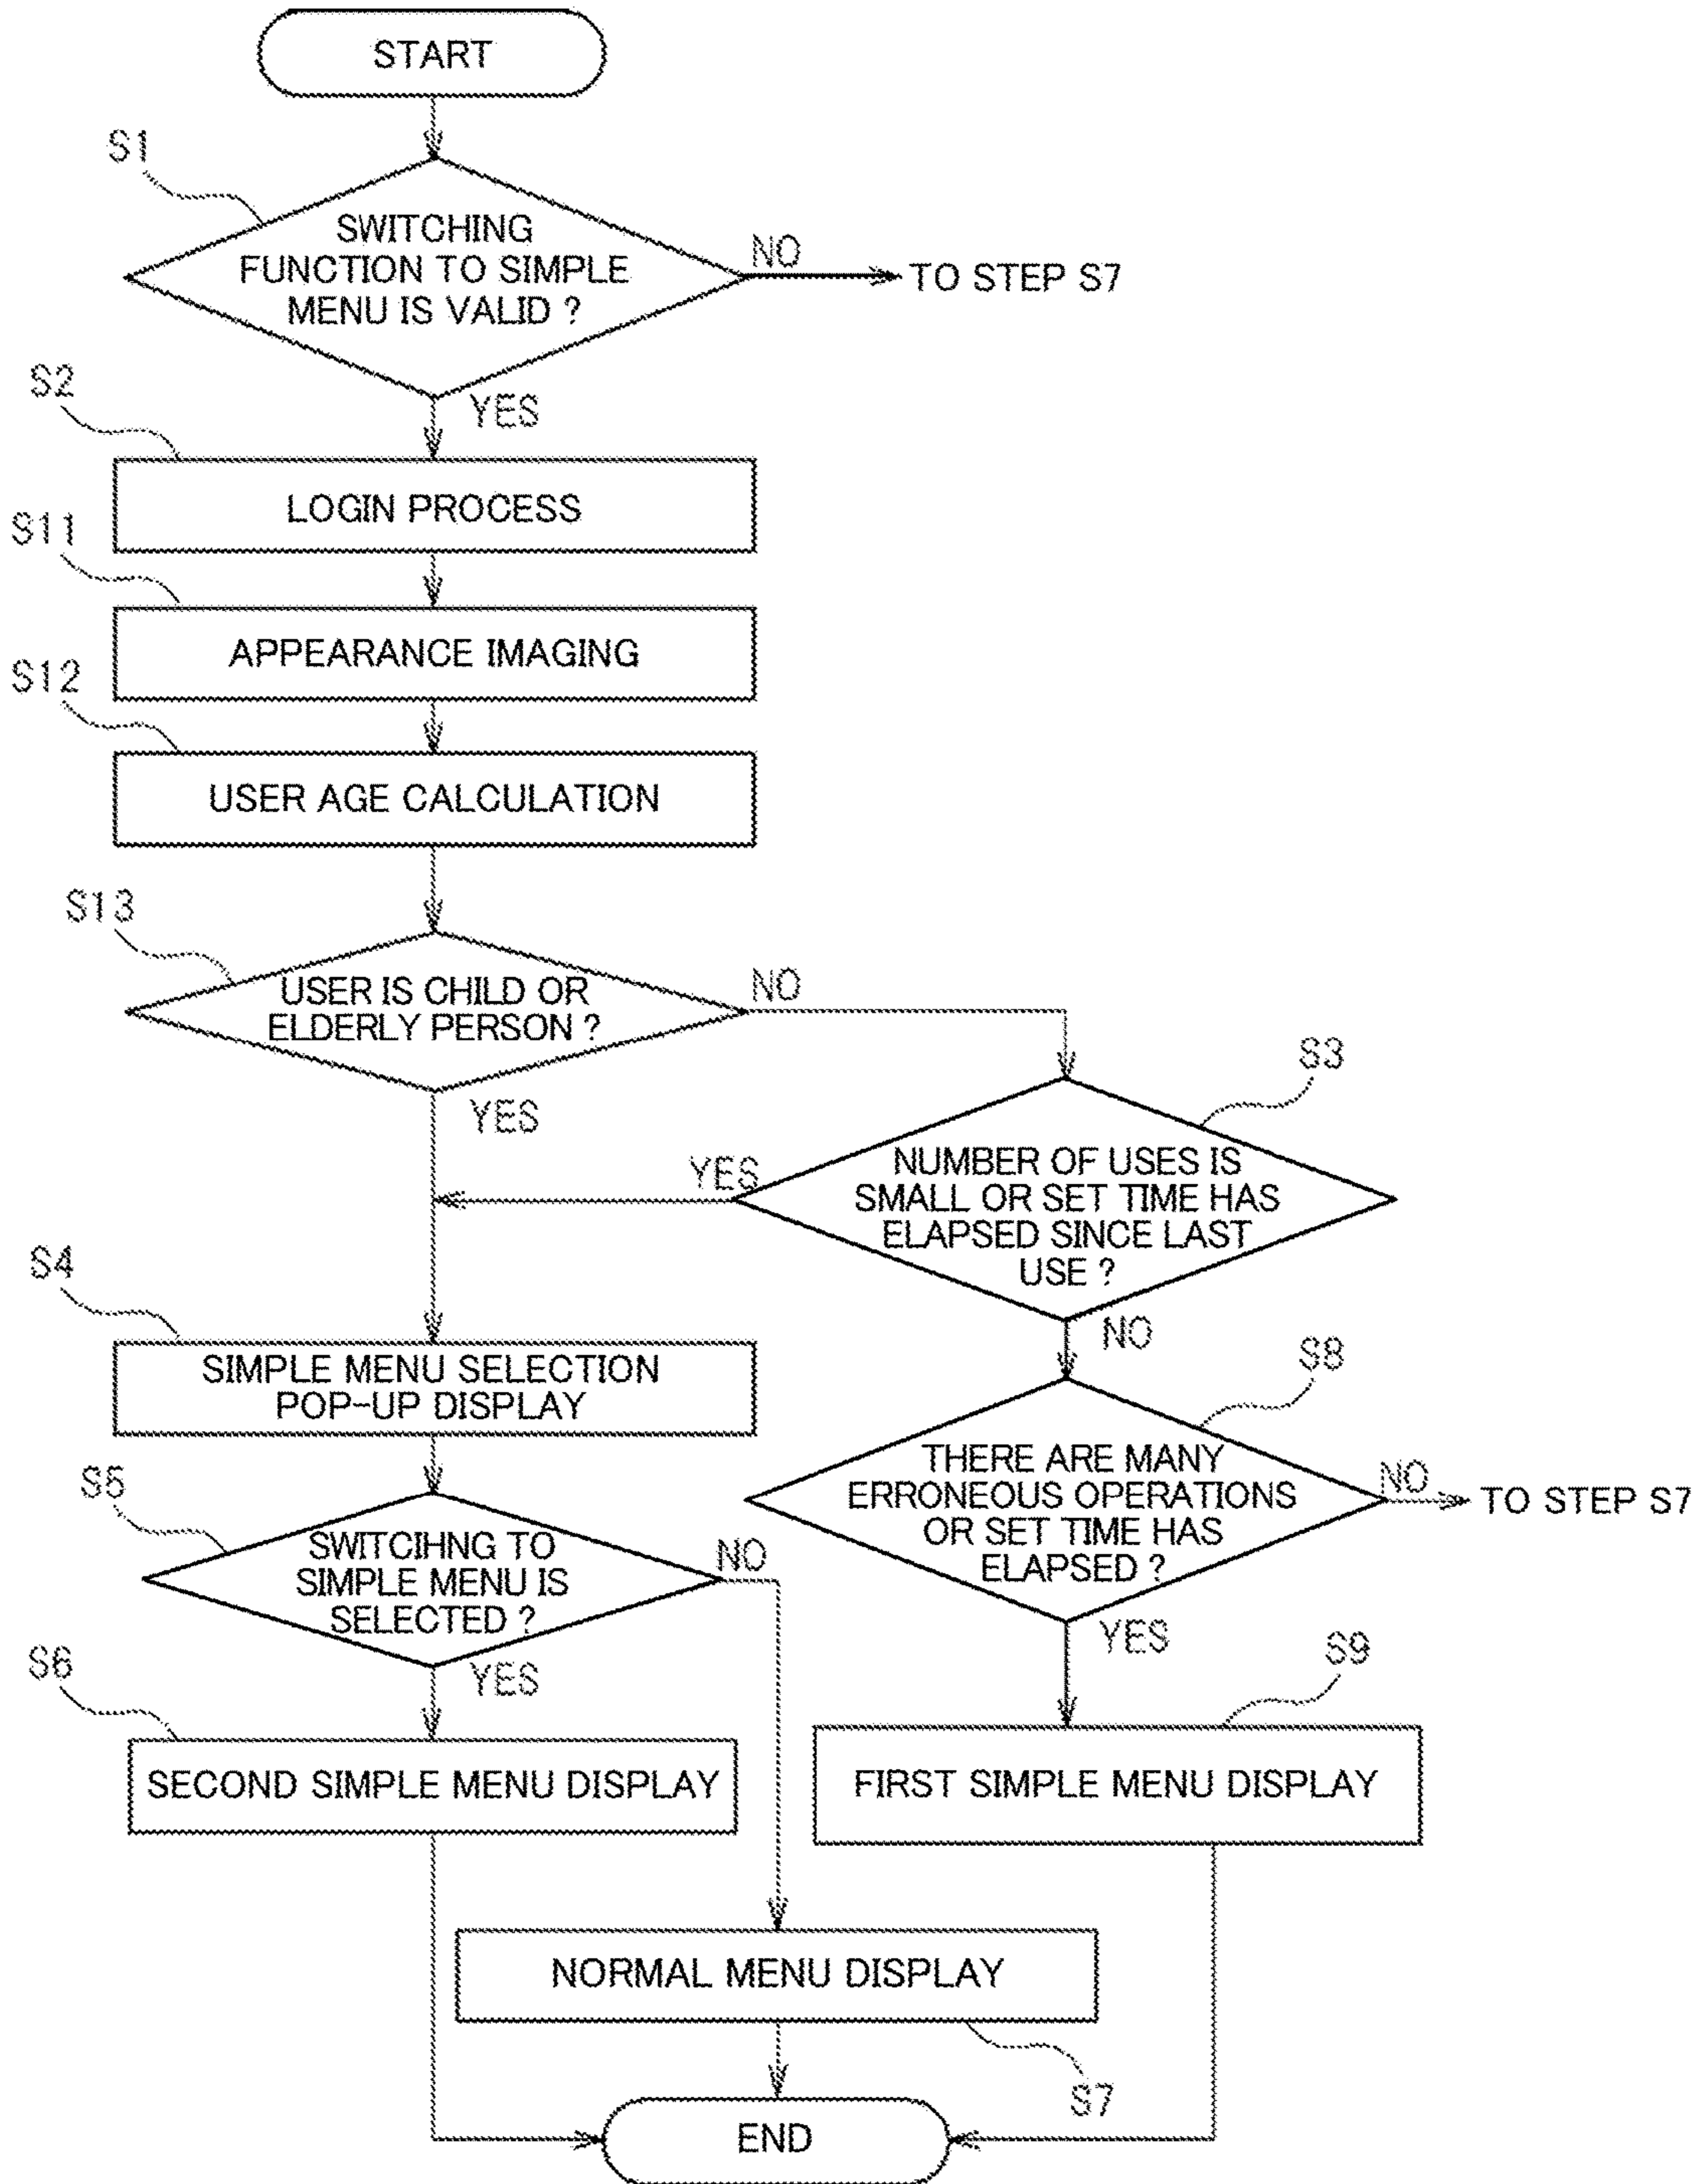 START
S1
SWITCHING
FUNCTION TO SIMPLE
MENU IS VALID ?
NO
TO STEP S7
YES
S2
LOGIN PROCESS
S11
APPEARANCE IMAGING
S12
USER AGE CALCULATION
S13
USER IS CHILD OR
ELDERLY PERSON ?
NO
YES
S3
NUMBER OF USES IS
SMALL OR SET TIME HAS
ELAPSED SINCE LAST
USE ?
YES
NO
S4
SIMPLE MENU SELECTION
POP-UP DISPLAY
S8
THERE ARE MANY
ERRONEOUS OPERATIONS
OR SET TIME HAS
ELAPSED ?
NO
TO STEP S7
YES
S5
SWITCIHNG TO
SIMPLE MENU IS
SELECTED ?
NO
YES
S6
SECOND SIMPLE MENU DISPLAY
S9
FIRST SIMPLE MENU DISPLAY
NORMAL MENU DISPLAY
S7
END